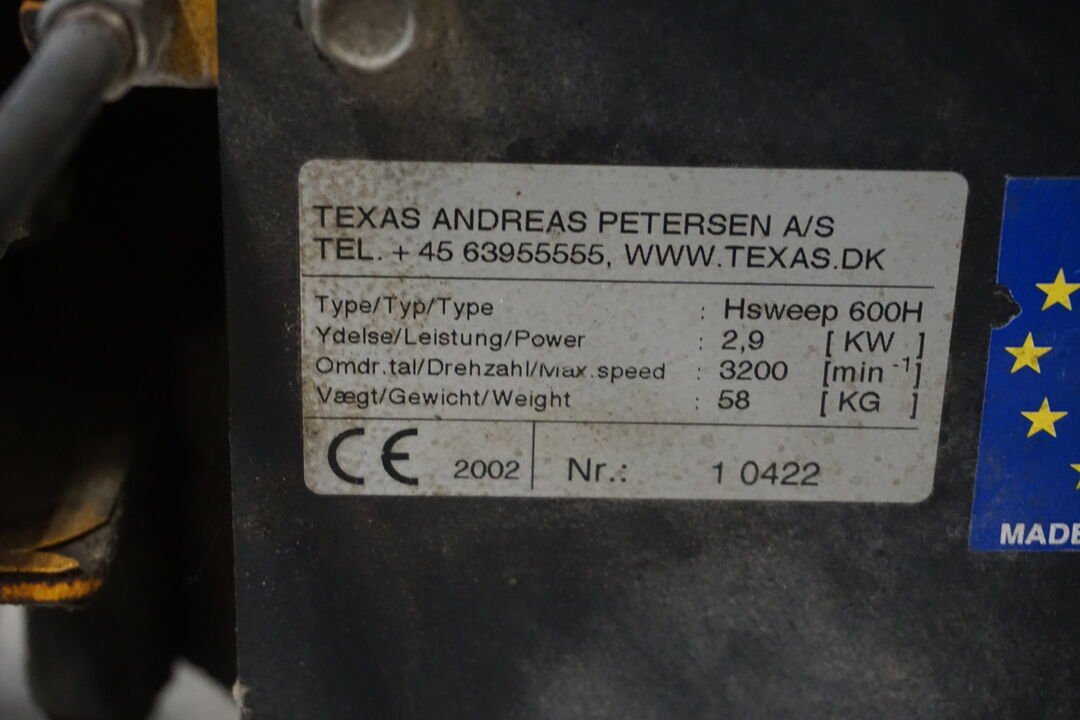 TEXAS ANDREAS PETERSEN A/S
TEL. + 45 63955555, WWW.TEXAS.DK
Type/Typ/Type : Hsweep 600H
Ydelse/Leistung/Power : 2,9 [ KW ]
Omdr.tal/Drehzahl/Max.speed : 3200 [min -1]
Vægt/Gewicht/Weight : 58 [ KG ]
CE 2002 Nr.: 1 0422
MADE